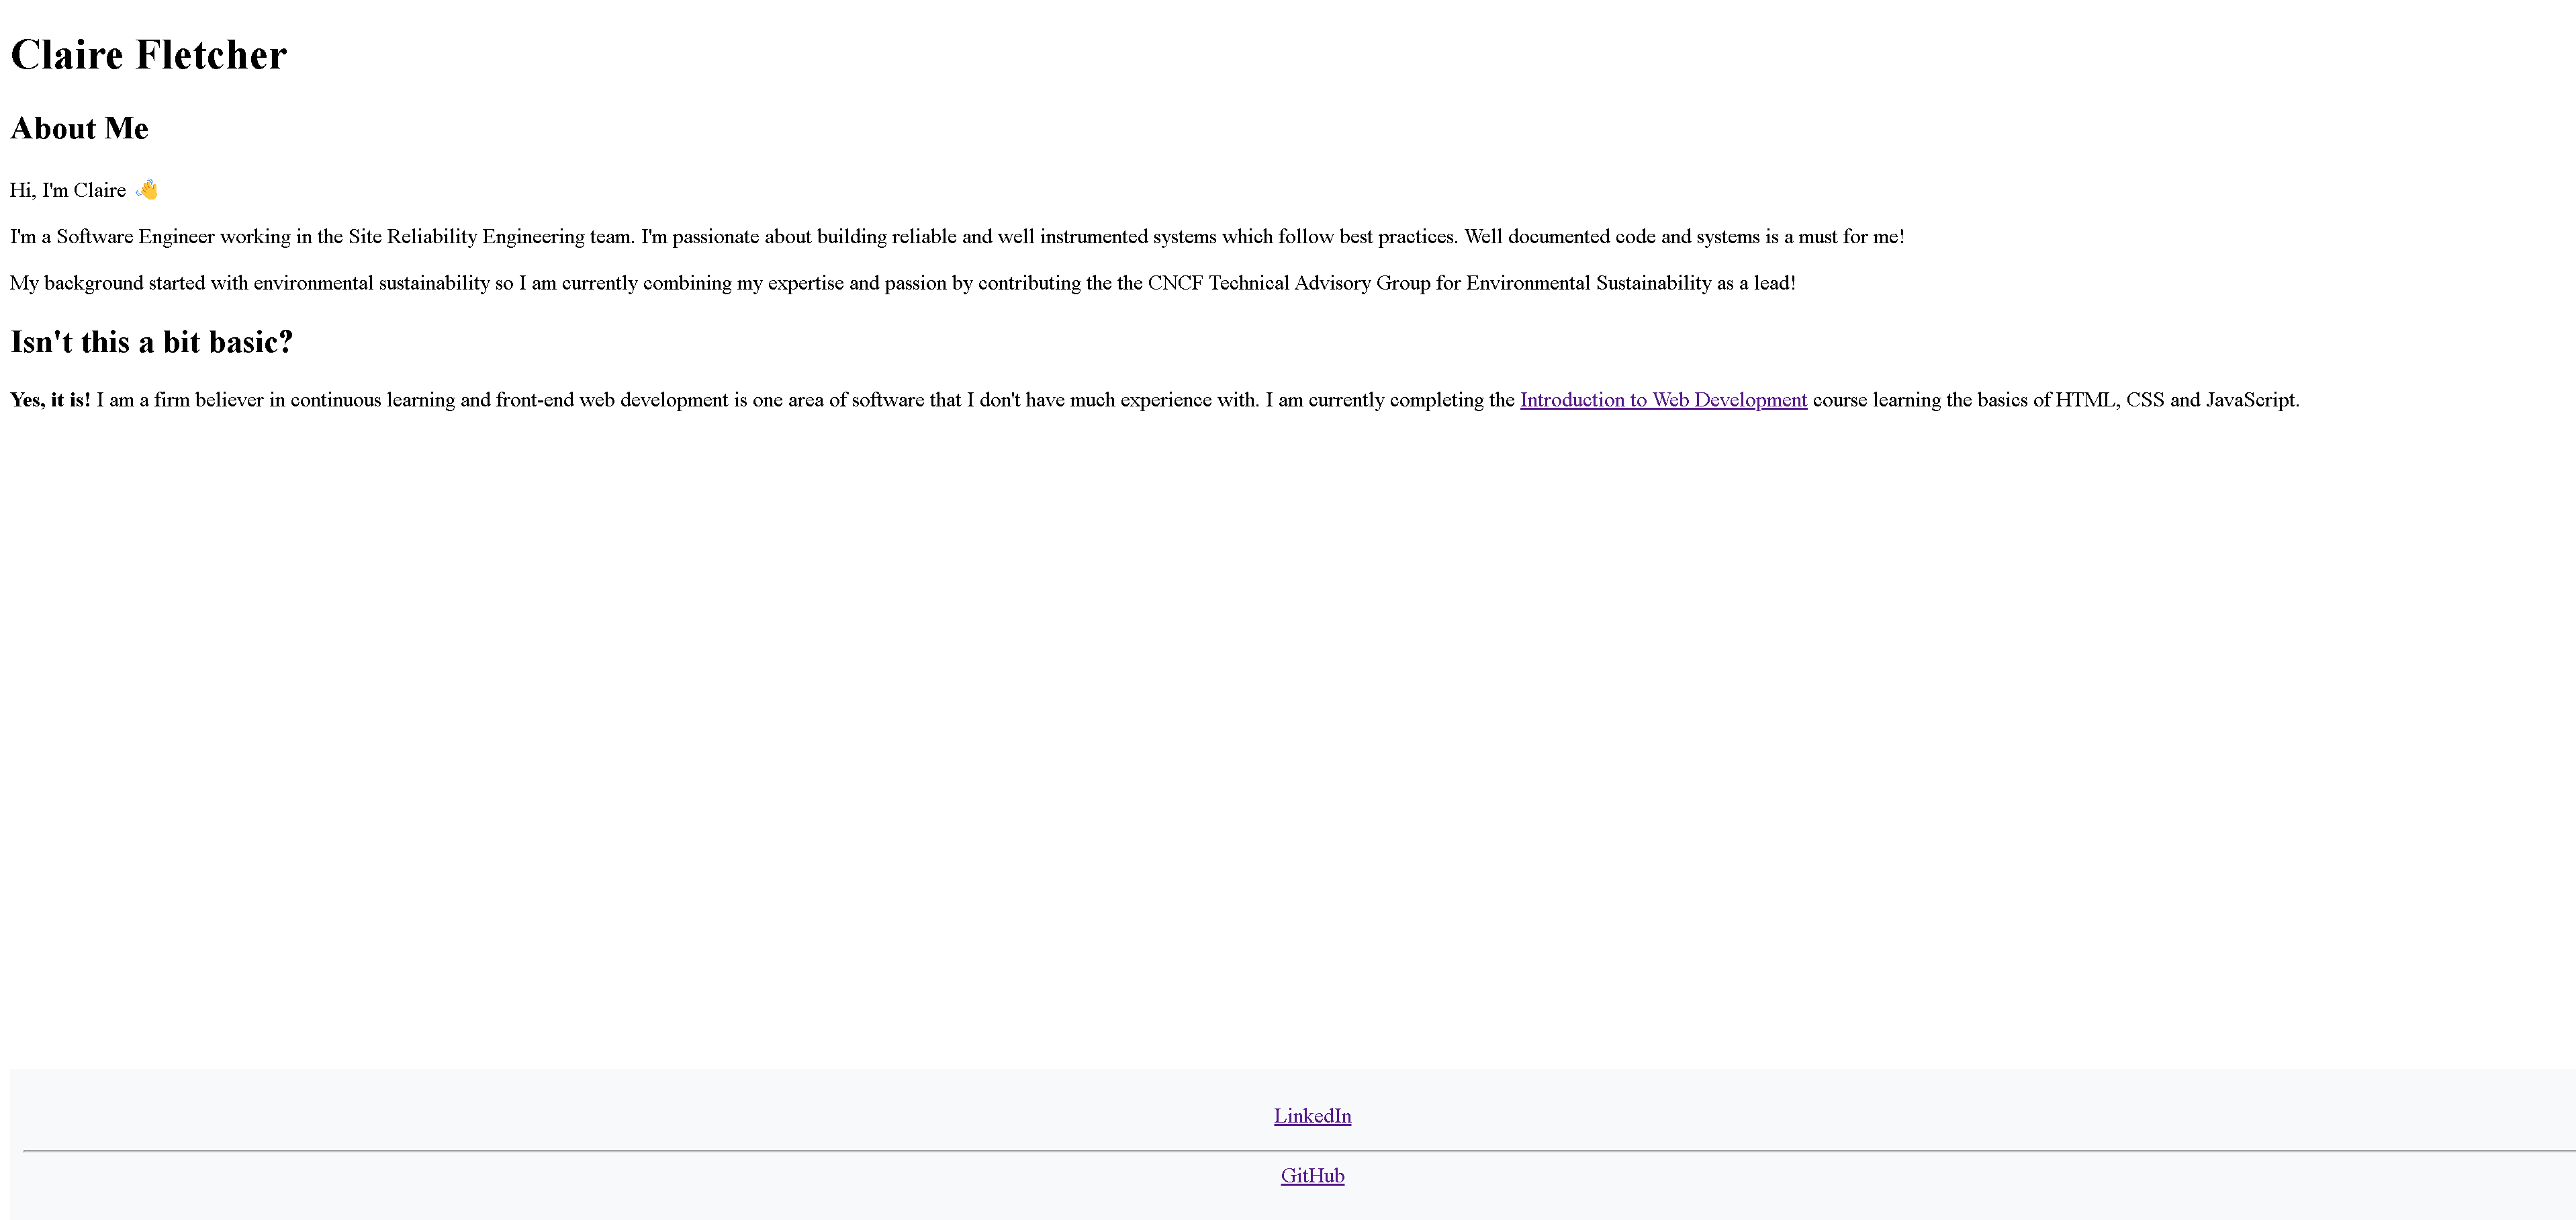 Claire Fletcher
About Me
Hi, I'm Claire 👋
I'm a Software Engineer working in the Site Reliability Engineering team. I'm passionate about building reliable and well instrumented systems which follow best practices. Well documented code and systems is a must for me!
My background started with environmental sustainability so I am currently combining my expertise and passion by contributing the the CNCF Technical Advisory Group for Environmental Sustainability as a lead!
Isn't this a bit basic?
Yes, it is! I am a firm believer in continuous learning and front-end web development is one area of software that I don't have much experience with. I am currently completing the Introduction to Web Development course learning the basics of HTML, CSS and JavaScript.
LinkedIn
GitHub